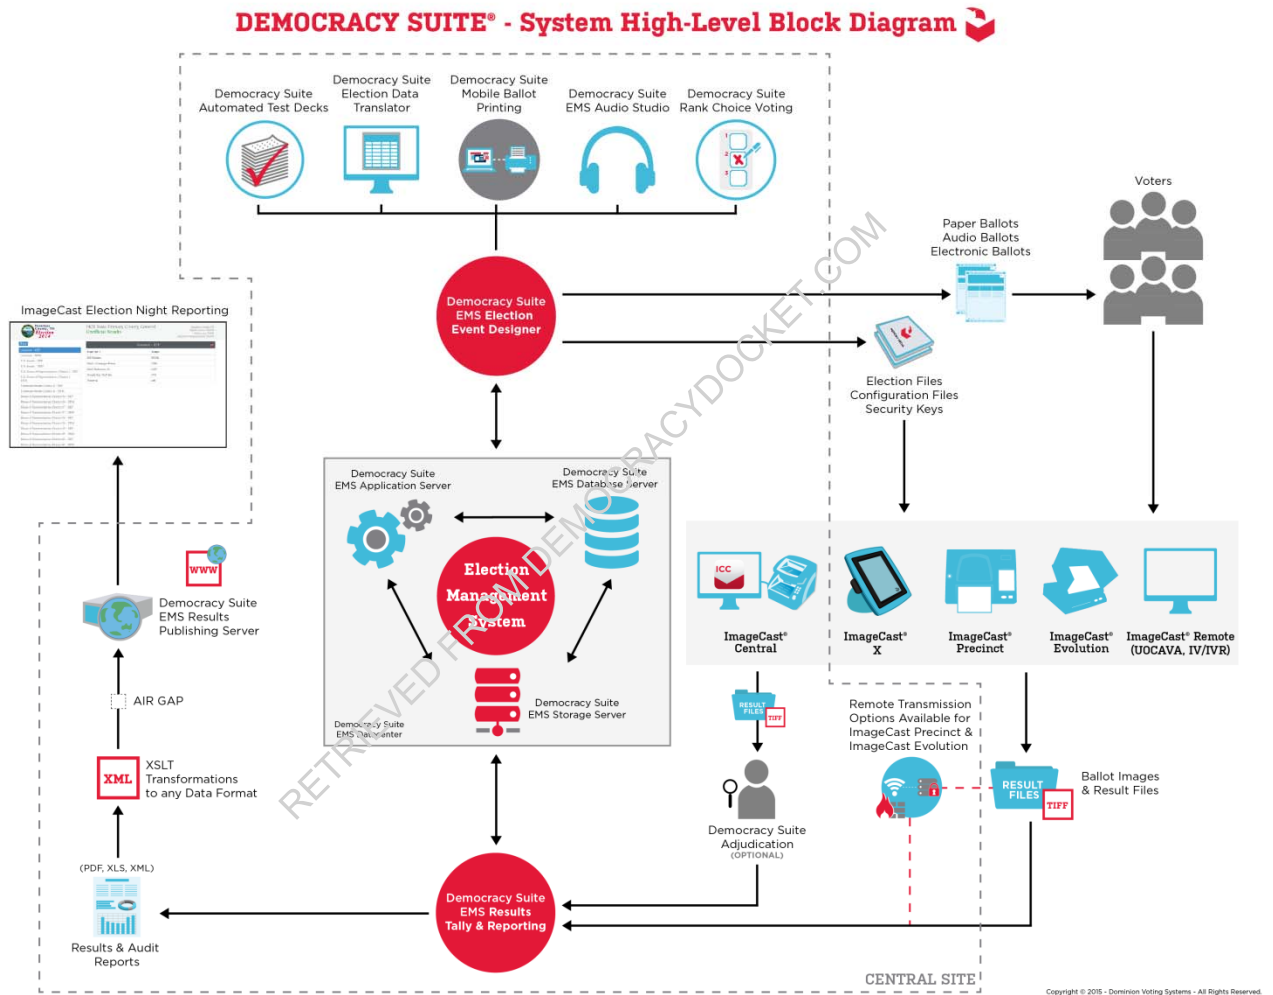 DEMOCRACY SUITE® - System High-Level Block Diagram
Democracy Suite
Automated Test Decks
Democracy Suite
Election Data
Translator
Democracy Suite
Mobile Ballot
Printing
Democracy Suite
EMS Audio Studio
Democracy Suite
Rank Choice Voting
1
2
3
Voters
Paper Ballots
Audio Ballots
Electronic Ballots
Democracy Suite
EMS Election
Event Designer
ImageCast Election Night Reporting
Election
2014
Election Files
Configuration Files
Security Keys
Democracy Suite
EMS Application Server
Democracy Suite
EMS Database Server
Election
Management
System
Democracy Suite
EMS Storage Server
Democracy Suite
EMS Datacenter
WWW
Democracy Suite
EMS Results
Publishing Server
ICC
ImageCast®
Central
ImageCast®
X
ImageCast®
Precinct
ImageCast®
Evolution
ImageCast® Remote
(UOCAVA, IV/IVR)
AIR GAP
RESULT
FILES
TIFF
Remote Transmission
Options Available for
ImageCast Precinct &
ImageCast Evolution
XML
XSLT
Transformations
to any Data Format
RESULT
FILES
TIFF
Ballot Images
& Result Files
Democracy Suite
Adjudication
(OPTIONAL)
(PDF, XLS, XML)
Results & Audit
Reports
Democracy Suite
EMS Results
Tally & Reporting
CENTRAL SITE
Copyright © 2015 - Dominion Voting Systems - All Rights Reserved.
RETRIEVED FROM DEMOCRACYDOCKET.COM